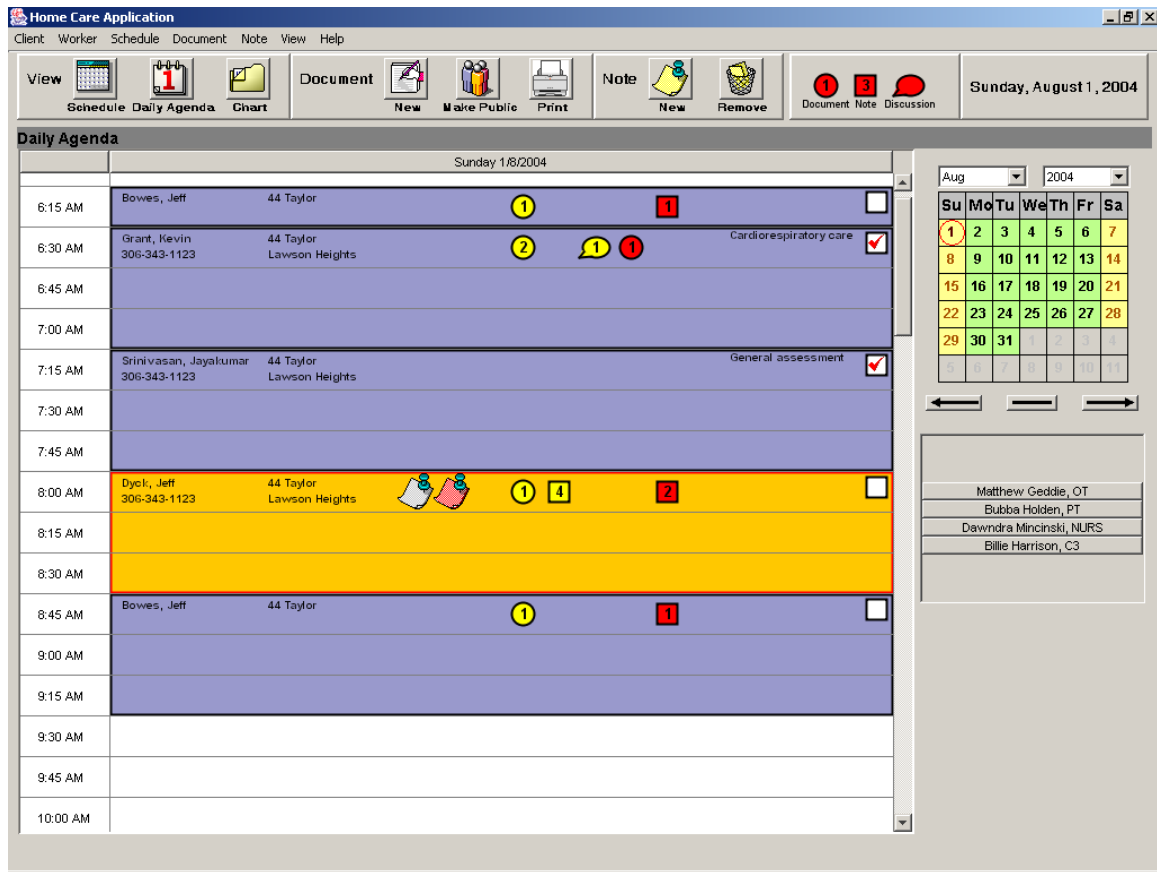 Home Care Application
Client Worker Schedule Document Note View Help
View Schedule Daily Agenda Chart Document New Make Public Print Note New Remove 1 3 Document Note Discussion Sunday, August 1, 2004
Daily Agenda
Sunday 1/8/2004
6:15 AM Bowes, Jeff 44 Taylor 1 1
6:30 AM Grant, Kevin 44 Taylor 2 1 1 Cardiorespiratory care
306-343-1123 Lawson Heights
6:45 AM
7:00 AM
7:15 AM Srinivasan, Jayakumar 44 Taylor General assessment
306-343-1123 Lawson Heights
7:30 AM
7:45 AM
8:00 AM Dyck, Jeff 44 Taylor 1 4 2
306-343-1123 Lawson Heights
8:15 AM
8:30 AM
8:45 AM Bowes, Jeff 44 Taylor 1 1
9:00 AM
9:15 AM
9:30 AM
9:45 AM
10:00 AM
Aug 2004
Su Mo Tu We Th Fr Sa
1 2 3 4 5 6 7
8 9 10 11 12 13 14
15 16 17 18 19 20 21
22 23 24 25 26 27 28
29 30 31 1 2 3 4
5 6 7 8 9 10 11
Matthew Geddie, OT
Bubba Holden, PT
Dawndra Mincinski, NURS
Billie Harrison, C3